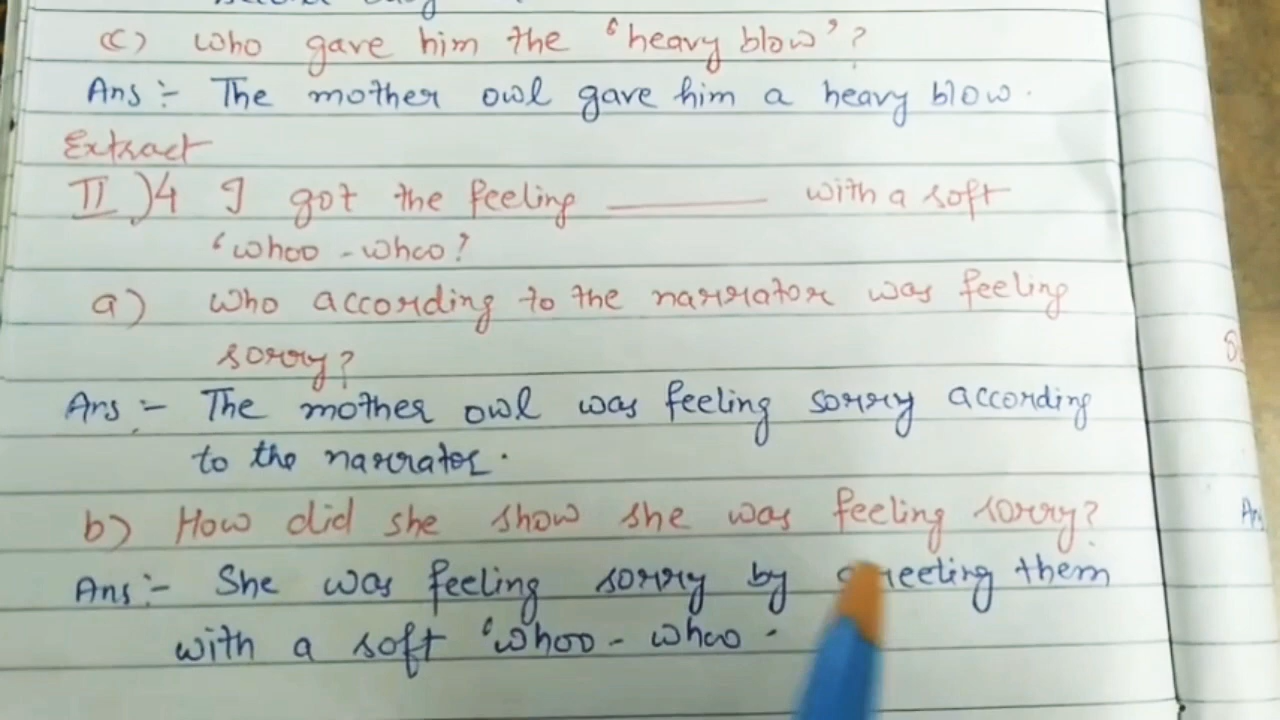 (c) who gave him the 'heavy blow'?
Ans :- The mother owl gave him a heavy blow.
Extract
II) 4 I got the feeling ______ with a soft
'whoo - whoo?
a) who according to the narrator was feeling
sorry?
Ans :- The mother owl was feeling sorry according
to the narrator.
b) How did she show she was feeling sorry?
Ans :- She was feeling sorry by greeting them
with a soft 'whoo - whoo.